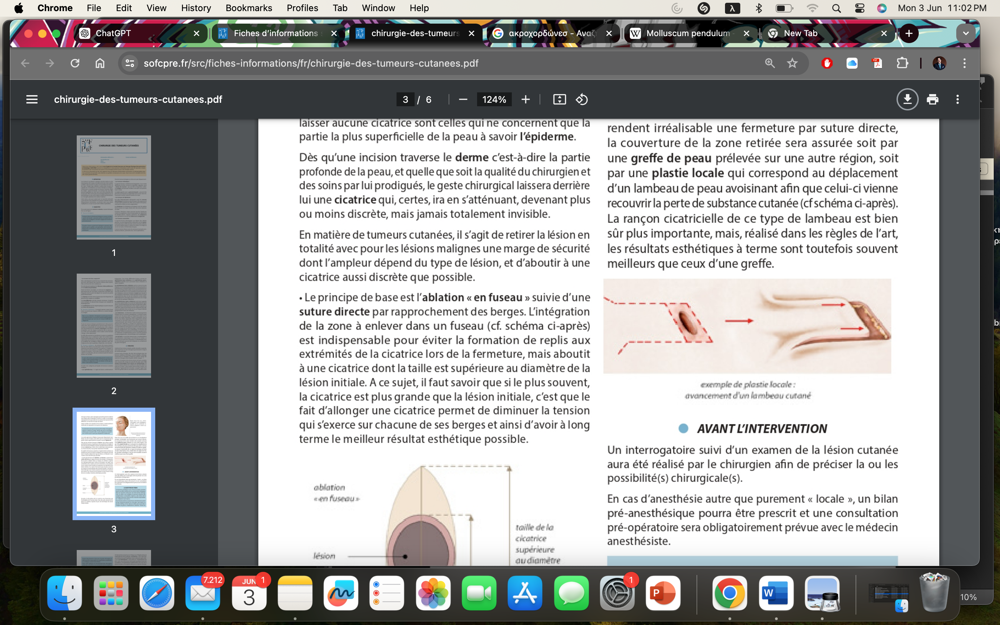 Chrome File Edit View History Bookmarks Profiles Tab Window Help
Mon 3 Jun 11:02 PM
ChatGPT
Fiches d'informations
chirurgie-des-tumeurs
ακροχορδώνεσ - Αναζ
Molluscum pendulum
New Tab
sofcpre.fr/src/fiches-informations/fr/chirurgie-des-tumeurs-cutanees.pdf
chirurgie-des-tumeurs-cutanees.pdf
3 / 6
124%
CHIRURGIE DES TUMEURS CUTANÉES
1
2
3
laisser aucune cicatrice sont celles qui ne concernent que la
partie la plus superficielle de la peau à savoir l'épiderme.
Dès qu'une incision traverse le derme c'est-à-dire la partie
profonde de la peau, et quelle que soit la qualité du chirurgien et
des soins par lui prodigués, le geste chirurgical laissera derrière
lui une cicatrice qui, certes, ira en s'atténuant, devenant plus
ou moins discrète, mais jamais totalement invisible.
En matière de tumeurs cutanées, il s'agit de retirer la lésion en
totalité avec pour les lésions malignes une marge de sécurité
dont l'ampleur dépend du type de lésion, et d'aboutir à une
cicatrice aussi discrète que possible.
• Le principe de base est l'ablation « en fuseau » suivie d'une
suture directe par rapprochement des berges. L'intégration
de la zone à enlever dans un fuseau (cf. schéma ci-après)
est indispensable pour éviter la formation de replis aux
extrémités de la cicatrice lors de la fermeture, mais aboutit
à une cicatrice dont la taille est supérieure au diamètre de la
lésion initiale. A ce sujet, il faut savoir que si le plus souvent,
la cicatrice est plus grande que la lésion initiale, c'est que le
fait d'allonger une cicatrice permet de diminuer la tension
qui s'exerce sur chacune de ses berges et ainsi d'avoir à long
terme le meilleur résultat esthétique possible.
ablation
« en fuseau »
lésion
taille de la
cicatrice
supérieure
au diamètre
rendent irréalisable une fermeture par suture directe,
la couverture de la zone retirée sera assurée soit par
une greffe de peau prélevée sur une autre région, soit
par une plastie locale qui correspond au déplacement
d'un lambeau de peau avoisinant afin que celui-ci vienne
recouvrir la perte de substance cutanée (cf schéma ci-après).
La rançon cicatricielle de ce type de lambeau est bien
sûr plus importante, mais, réalisé dans les règles de l'art,
les résultats esthétiques à terme sont toutefois souvent
meilleurs que ceux d'une greffe.
exemple de plastie locale :
avancement d'un lambeau cutané
AVANT L'INTERVENTION
Un interrogatoire suivi d'un examen de la lésion cutanée
aura été réalisé par le chirurgien afin de préciser la ou les
possibilité(s) chirurgicale(s).
En cas d'anesthésie autre que purement « locale », un bilan
pré-anesthésique pourra être prescrit et une consultation
pré-opératoire sera obligatoirement prévue avec le médecin
anesthésiste.
7.212
JUN
3
1
1
10%